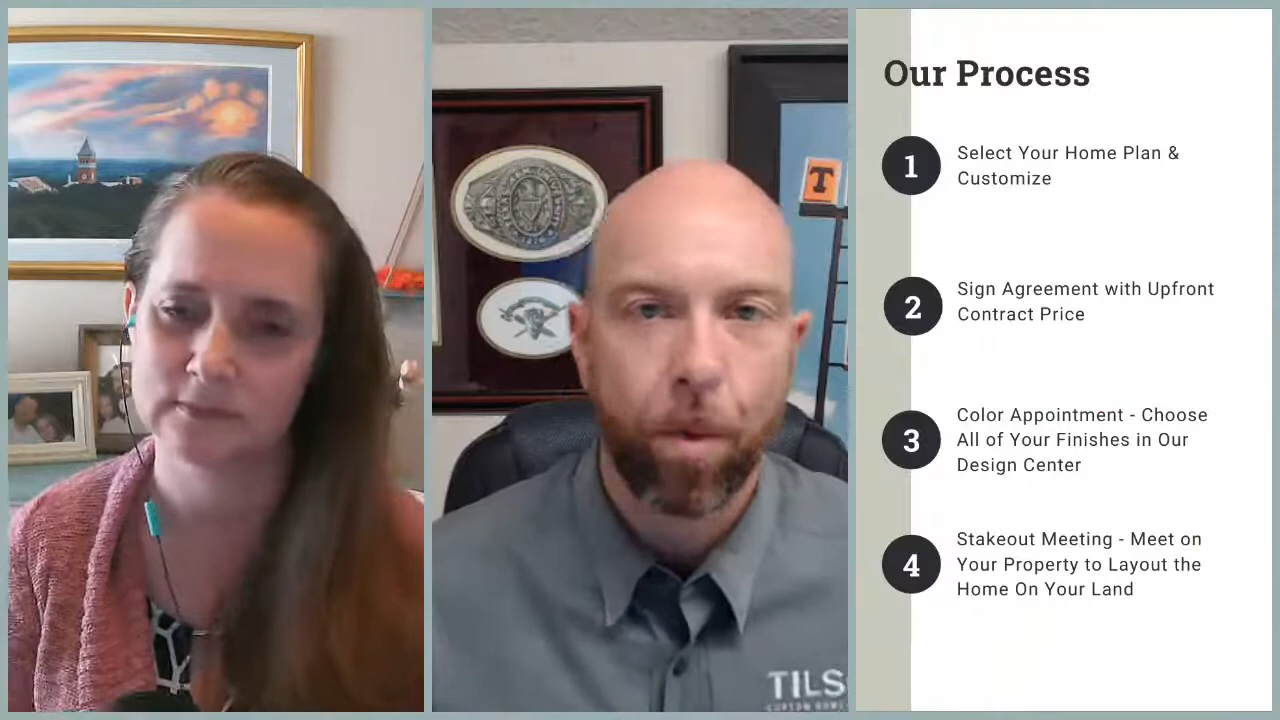 Our Process
1
Select Your Home Plan &
Customize
2
Sign Agreement with Upfront
Contract Price
3
Color Appointment - Choose
All of Your Finishes in Our
Design Center
4
Stakeout Meeting - Meet on
Your Property to Layout the
Home On Your Land
T
TILS